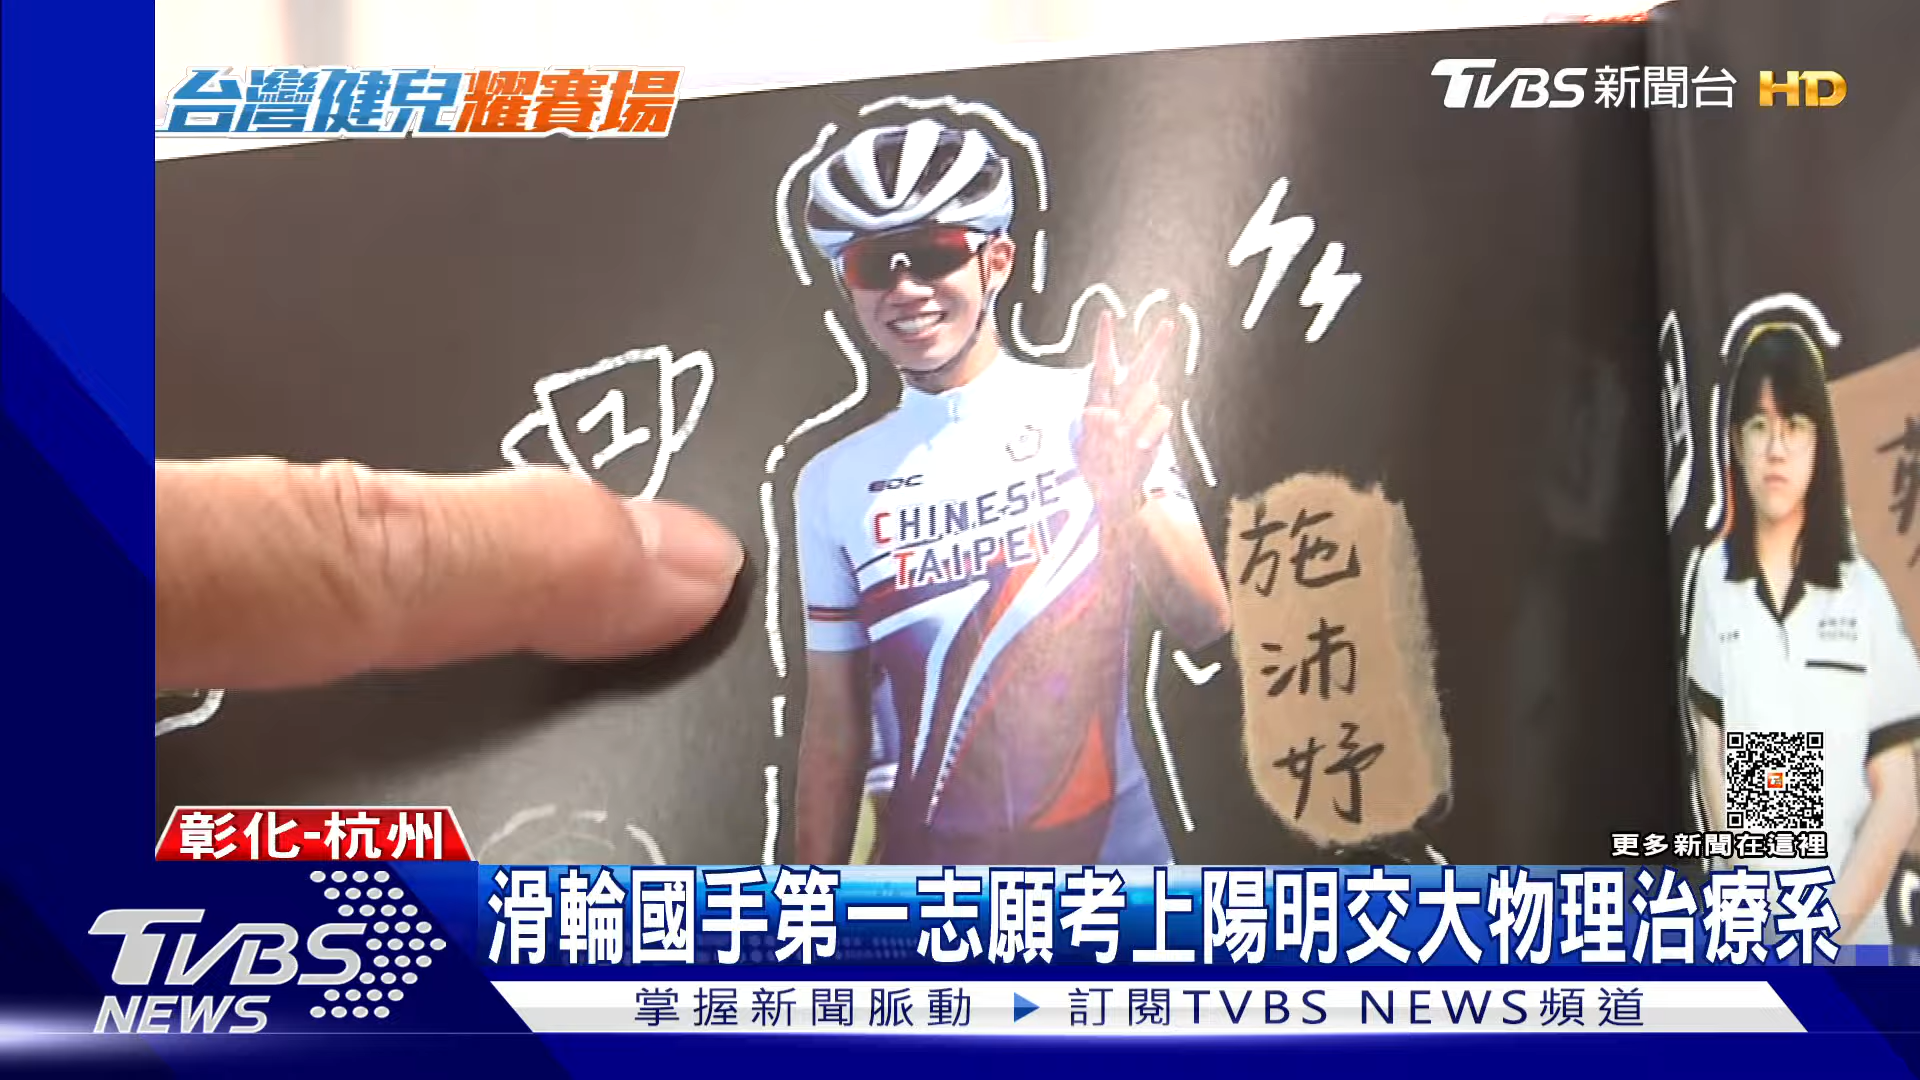 台灣健兒耀賽場
TVBS新聞台 HD
1
EOC
CHINESE
TAIPEI
施沛妤
更多新聞在這裡
彰化-杭州
滑輪國手第一志願考上陽明交大物理治療系
TVBS
NEWS
掌握新聞脈動 ▶ 訂閱TVBS NEWS頻道